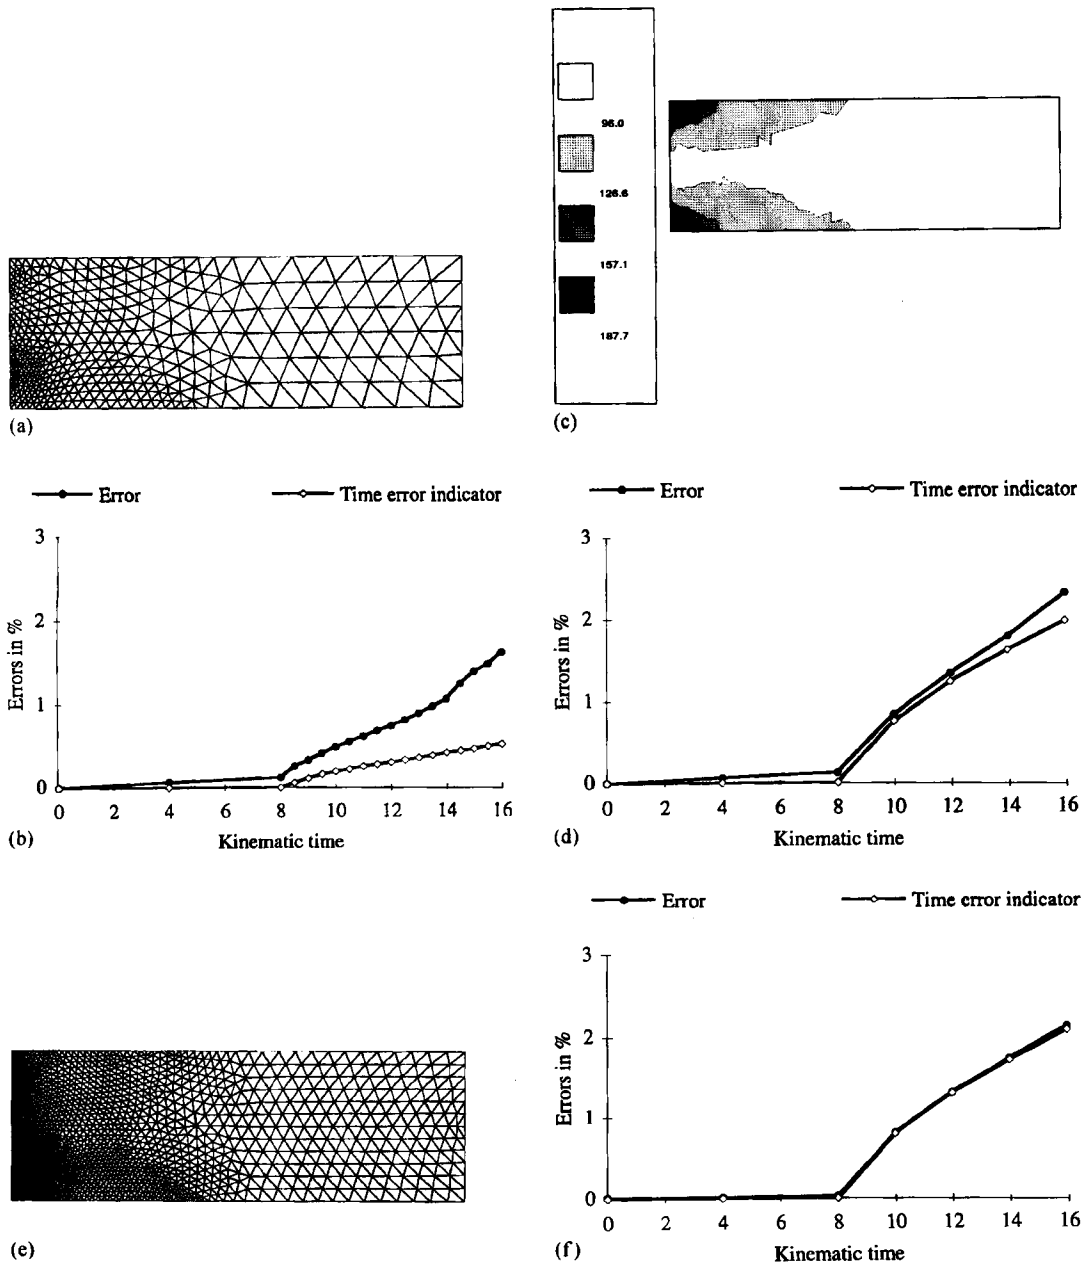 96.0
126.6
157.1
187.7
(a)
(c)
Error Time error indicator
3
2
1
0
Errors in %
0 2 4 6 8 10 12 14 16
Kinematic time
(b)
Error Time error indicator
3
2
1
0
Errors in %
0 2 4 6 8 10 12 14 16
Kinematic time
(d)
(e)
Error Time error indicator
3
2
1
0
Errors in %
0 2 4 6 8 10 12 14 16
Kinematic time
(f)